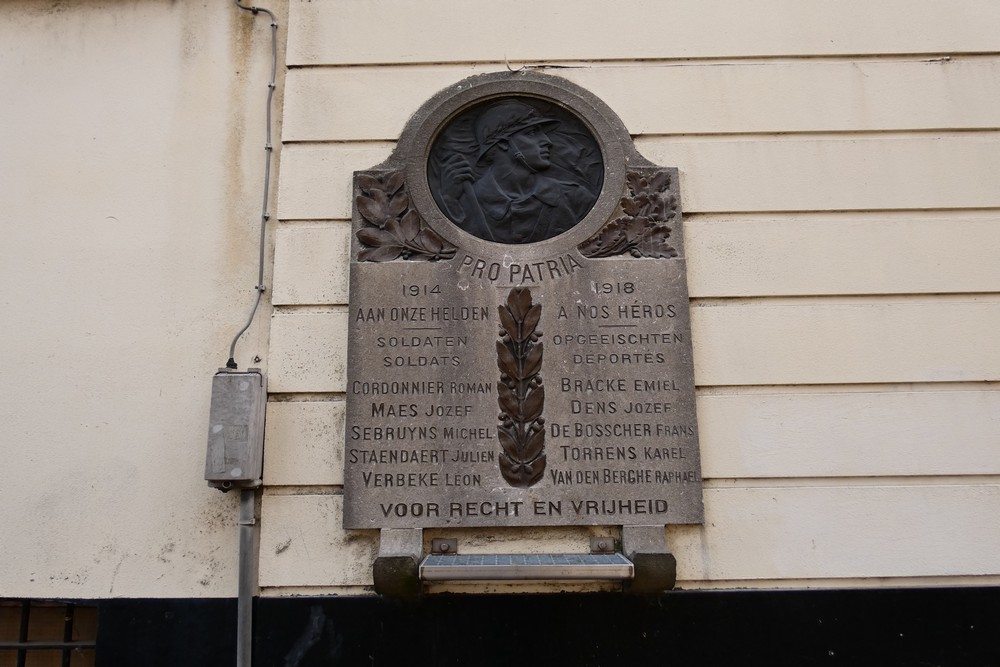 PRO PATRIA
1914
AAN ONZE HELDEN
SOLDATEN
SOLDATS
CORDONNIER ROMAN
MAES JOZEF
SEBRUYNS MICHEL
STAENDAERT JULIEN
VERBEKE LEON
1918
A NOS HÉROS
OPGEEISCHTEN
DÉPORTÉS
BRACKE EMIEL
DENS JOZEF
DE BOSSCHER FRANS
TORRENS KAREL
VAN DEN BERGHE RAPHAEL
VOOR RECHT EN VRIJHEID